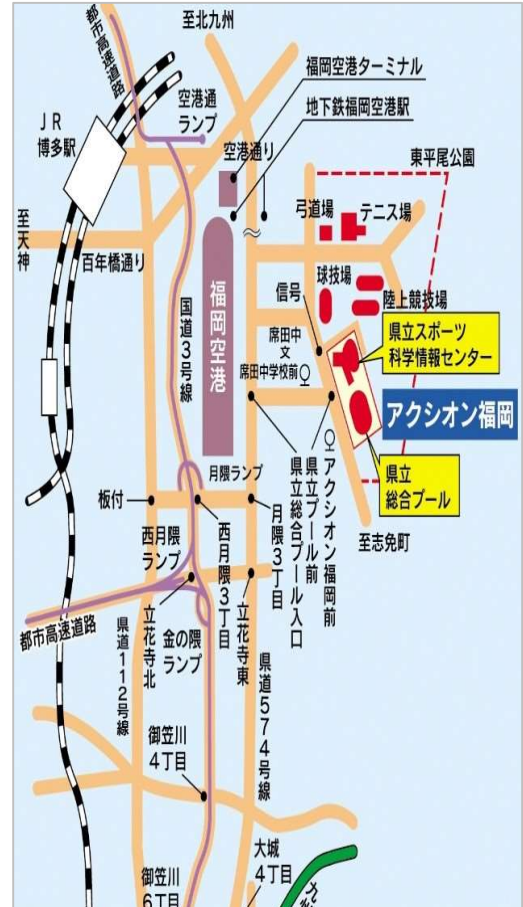 都市高速道路
至北九州
福岡空港ターミナル
地下鉄福岡空港駅
空港通
ランプ
空港通り
JR
博多駅
東平尾公園
弓道場
テニス場
至天神
百年橋通り
国道3号線
福岡空港
信号
球技場
陸上競技場
席田中
文
席田中学校前
県立スポーツ
科学情報センター
アクシオン福岡
県立
総合プール
月隈ランプ
板付
西月隈
ランプ
西月隈3丁目
月隈3丁目
県立総合プール入口
県立プール前
アクシオン福岡前
至志免町
都市高速道路
県道112号線
立花寺北
金の隈
ランプ
立花寺東
県道574号線
御笠川
4丁目
大城
4丁目
御笠川
6丁目
九